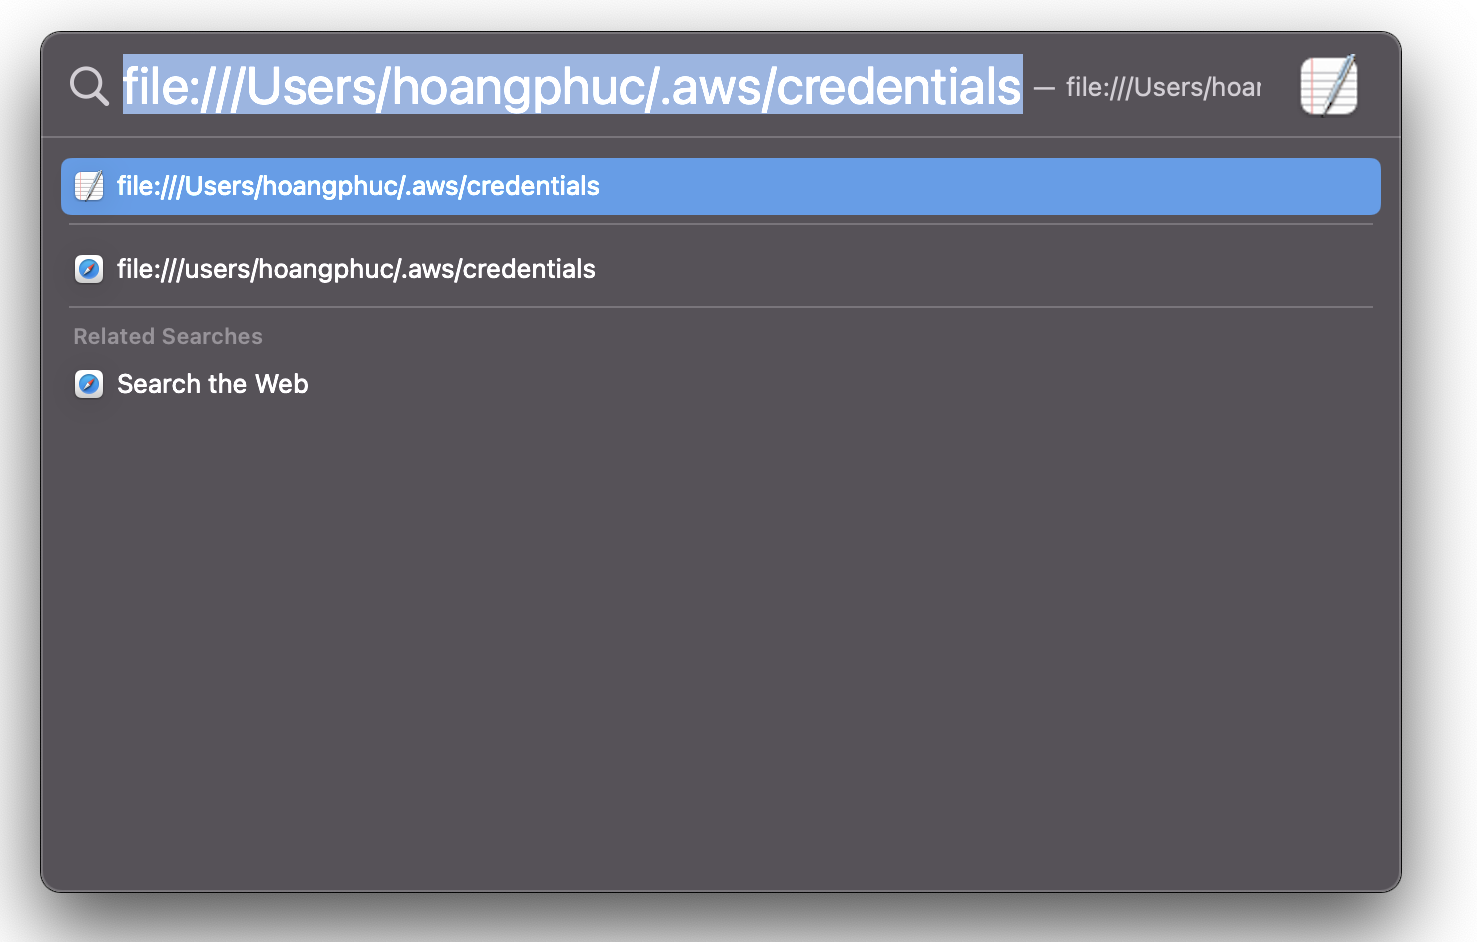 file:///Users/hoangphuc/.aws/credentials — file:///Users/hoar
file:///Users/hoangphuc/.aws/credentials
file:///users/hoangphuc/.aws/credentials
Related Searches
Search the Web